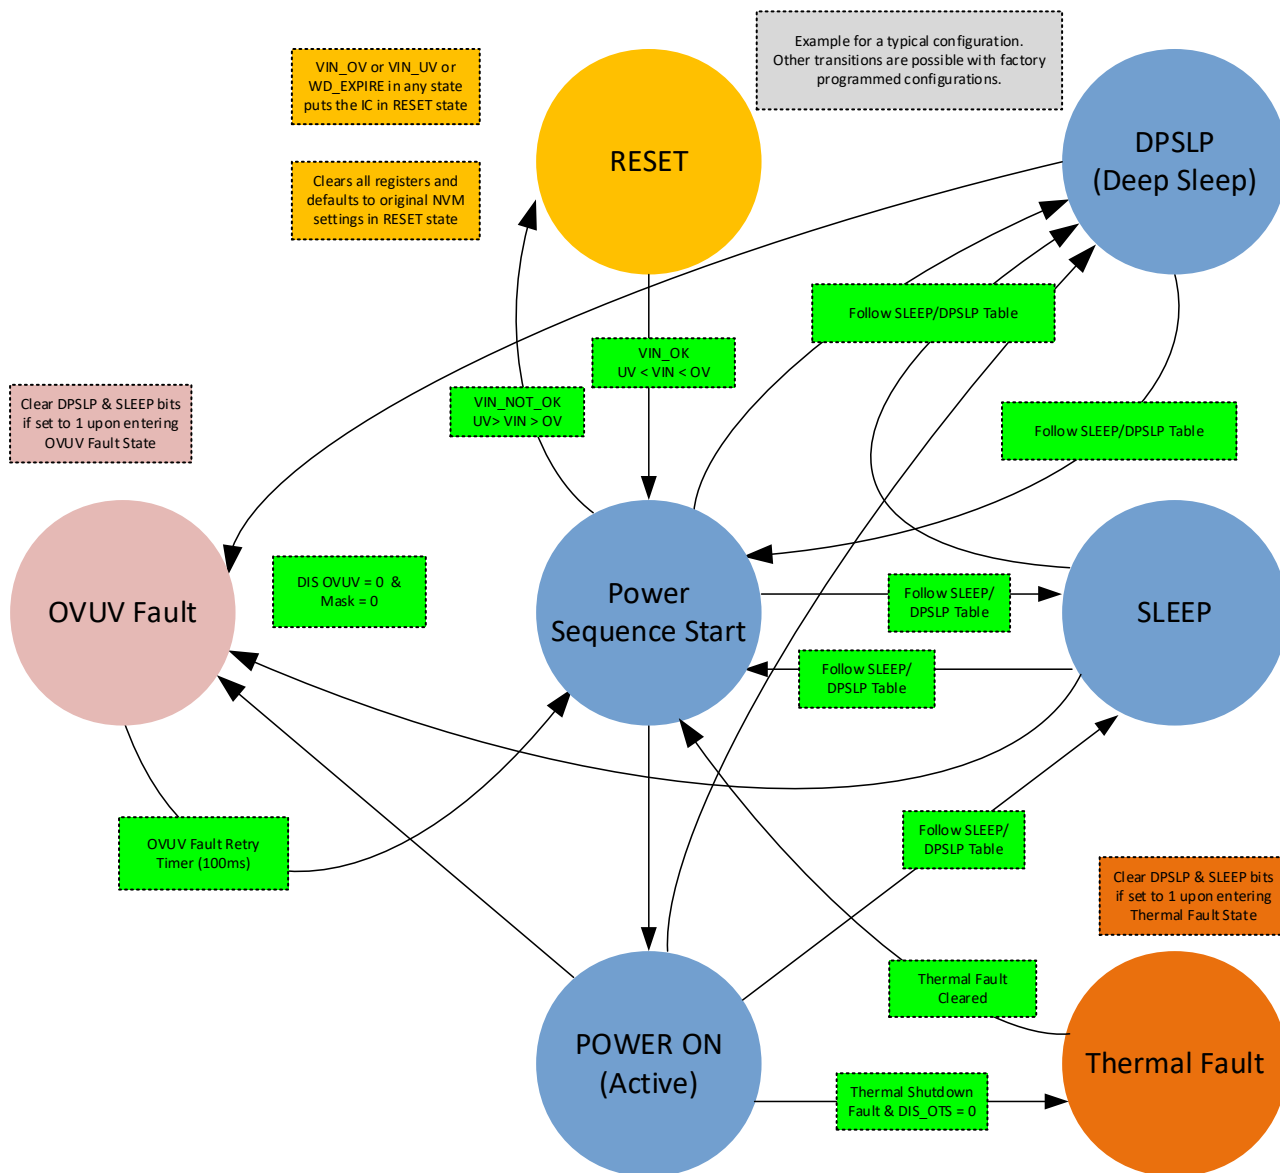 VIN_OV or VIN_UV or
WD_EXPIRE in any state
puts the IC in RESET state
Example for a typical configuration.
Other transitions are possible with factory
programmed configurations.
RESET
DPSLP
(Deep Sleep)
Clears all registers and
defaults to original NVM
settings in RESET state
Follow SLEEP/DPSLP Table
VIN_OK
UV < VIN < OV
VIN_NOT_OK
UV> VIN > OV
Follow SLEEP/DPSLP Table
Clear DPSLP & SLEEP bits
if set to 1 upon entering
OVUV Fault State
OVUV Fault
DIS OVUV = 0 &
Mask = 0
Power
Sequence Start
Follow SLEEP/
DPSLP Table
SLEEP
Follow SLEEP/
DPSLP Table
OVUV Fault Retry
Timer (100ms)
Follow SLEEP/
DPSLP Table
Clear DPSLP & SLEEP bits
if set to 1 upon entering
Thermal Fault State
Thermal Fault
Cleared
POWER ON
(Active)
Thermal Shutdown
Fault & DIS_OTS = 0
Thermal Fault